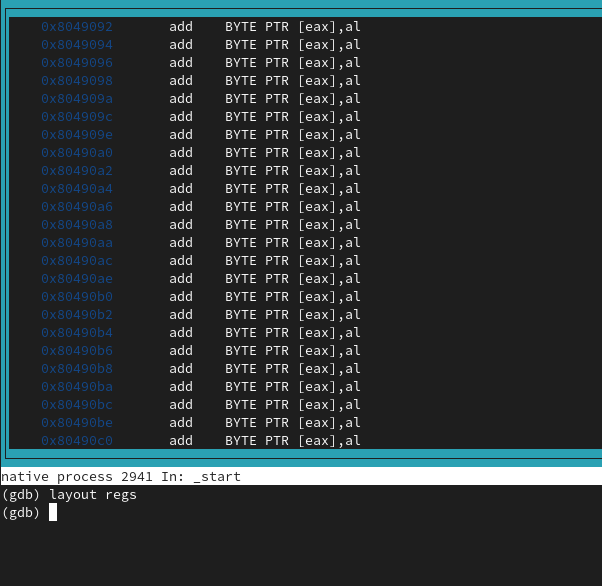 0x8049092 add BYTE PTR [eax],al
0x8049094 add BYTE PTR [eax],al
0x8049096 add BYTE PTR [eax],al
0x8049098 add BYTE PTR [eax],al
0x804909a add BYTE PTR [eax],al
0x804909c add BYTE PTR [eax],al
0x804909e add BYTE PTR [eax],al
0x80490a0 add BYTE PTR [eax],al
0x80490a2 add BYTE PTR [eax],al
0x80490a4 add BYTE PTR [eax],al
0x80490a6 add BYTE PTR [eax],al
0x80490a8 add BYTE PTR [eax],al
0x80490aa add BYTE PTR [eax],al
0x80490ac add BYTE PTR [eax],al
0x80490ae add BYTE PTR [eax],al
0x80490b0 add BYTE PTR [eax],al
0x80490b2 add BYTE PTR [eax],al
0x80490b4 add BYTE PTR [eax],al
0x80490b6 add BYTE PTR [eax],al
0x80490b8 add BYTE PTR [eax],al
0x80490ba add BYTE PTR [eax],al
0x80490bc add BYTE PTR [eax],al
0x80490be add BYTE PTR [eax],al
0x80490c0 add BYTE PTR [eax],al
native process 2941 In: _start
(gdb) layout regs
(gdb)